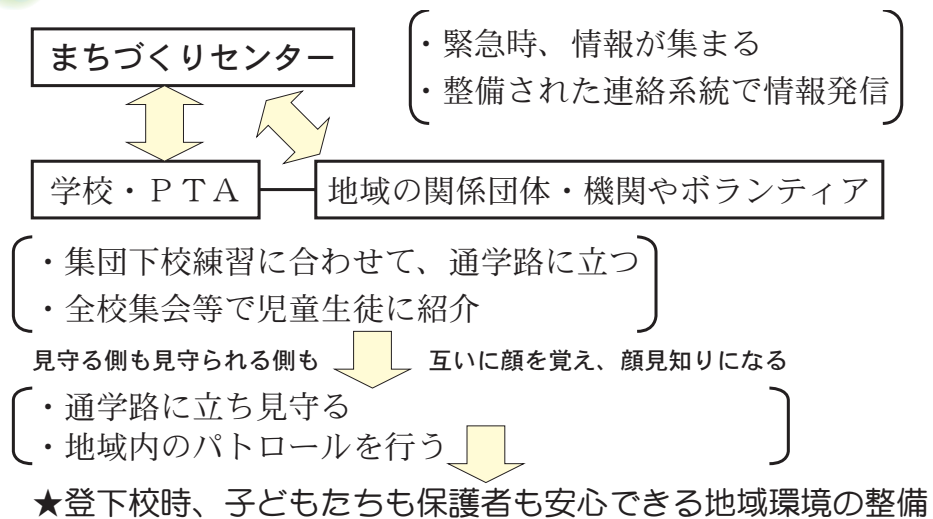 まちづくりセンター
・緊急時、情報が集まる
・整備された連絡系統で情報発信
学校・ＰＴＡ
地域の関係団体・機関やボランティア
・集団下校練習に合わせて、通学路に立つ
・全校集会等で児童生徒に紹介
見守る側も見守られる側も 互いに顔を覚え、顔見知りになる
・通学路に立ち見守る
・地域内のパトロールを行う
★登下校時、子どもたちも保護者も安心できる地域環境の整備